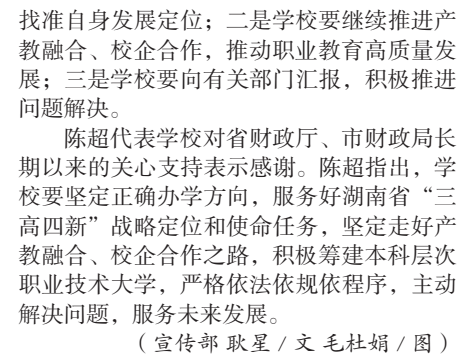 找准自身发展定位；二是学校要继续推进产
教融合、校企合作，推动职业教育高质量发
展；三是学校要向有关部门汇报，积极推进
问题解决。
陈超代表学校对省财政厅、市财政局长
期以来的关心支持表示感谢。陈超指出，学
校要坚定正确办学方向，服务好湖南省“三
高四新”战略定位和使命任务，坚定走好产
教融合、校企合作之路，积极筹建本科层次
职业技术大学，严格依法依规依程序，主动
解决问题，服务未来发展。
（宣传部 耿星 / 文 毛杜娟 / 图）